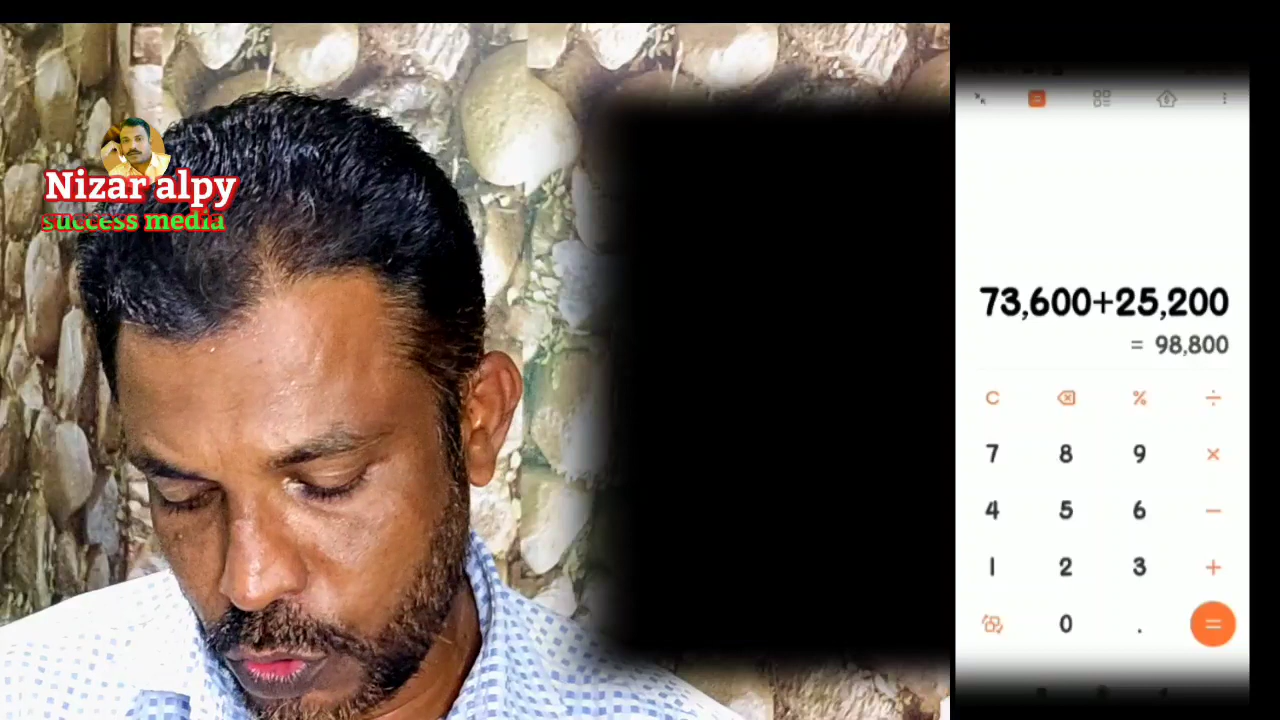 Nizar alpy
success media
73,600+25,200
= 98,800
C % ÷
7 8 9 ×
4 5 6 −
1 2 3 +
0 . =